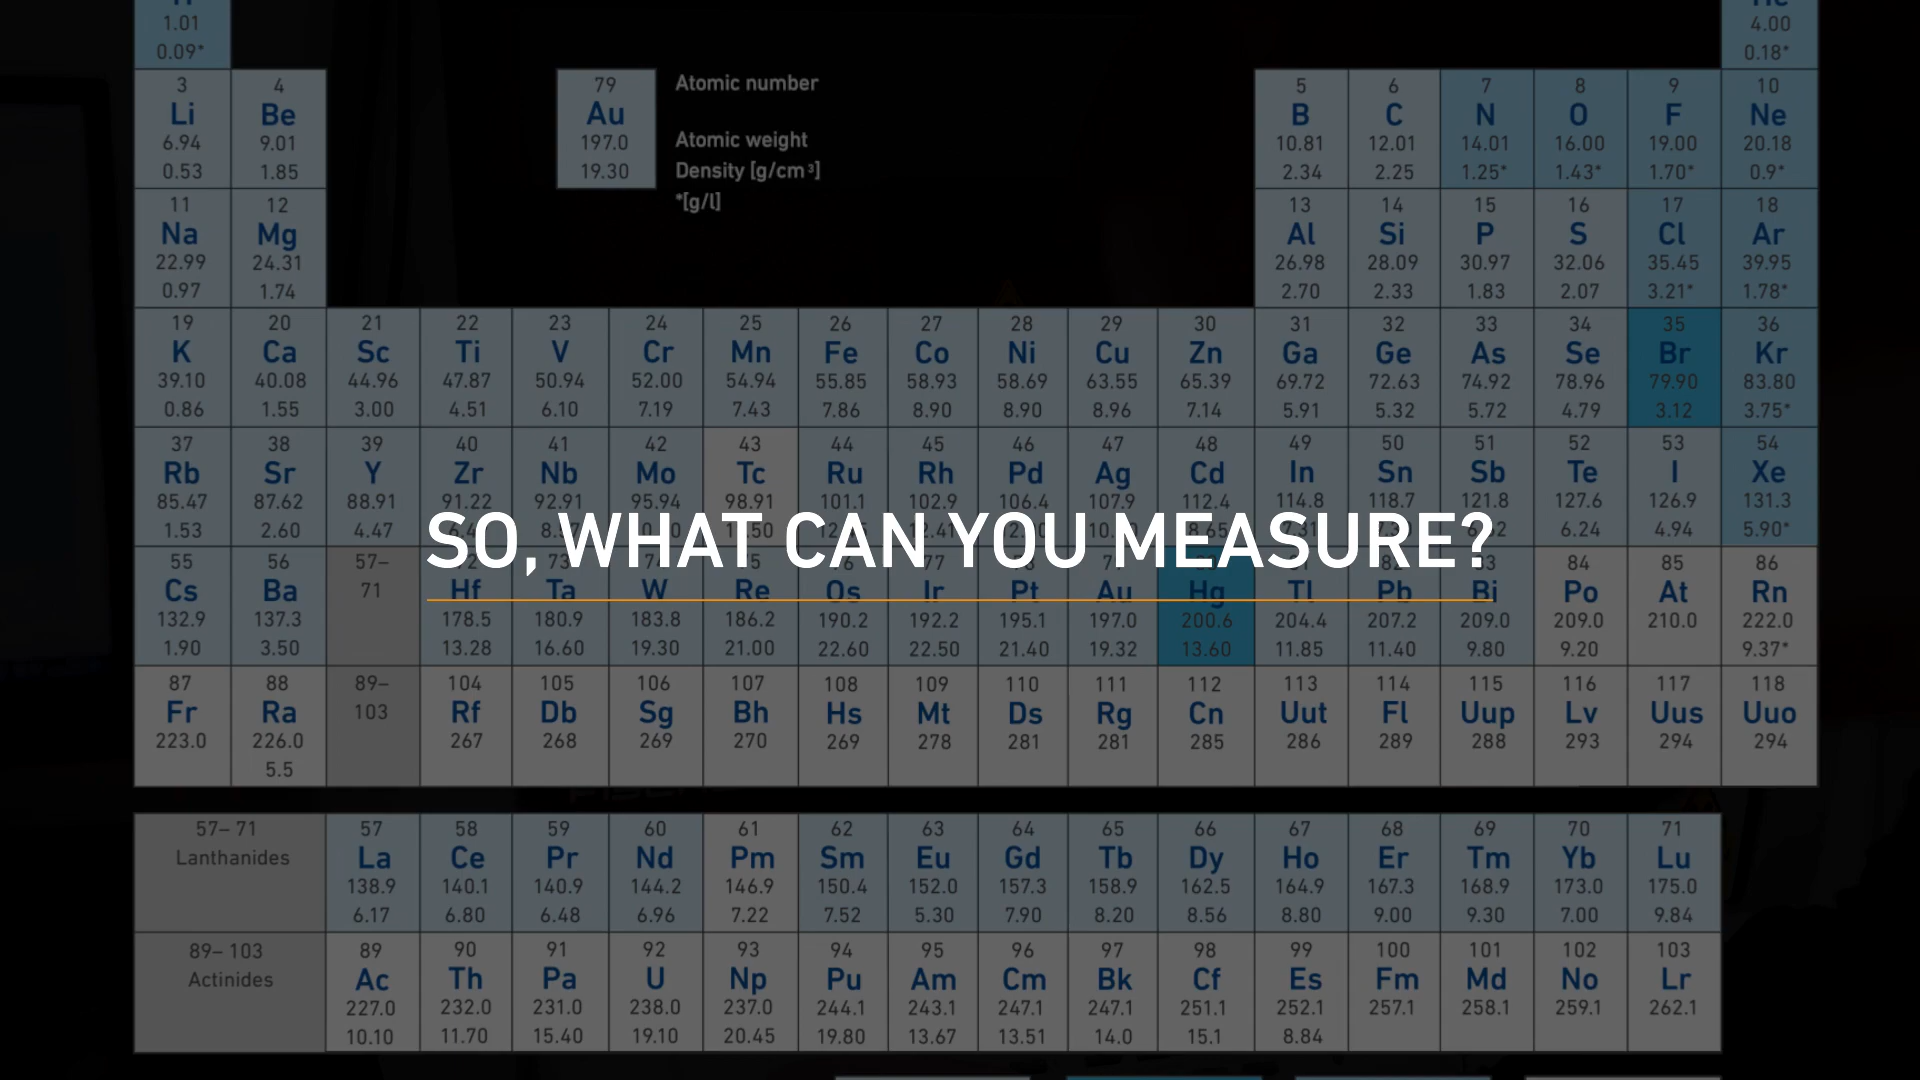 1.01 4.00
0.09* 0.18*
3 4 79 Atomic number 5 6 7 8 9 10
Li Be Au B C N O F Ne
6.94 9.01 197.0 Atomic weight 10.81 12.01 14.01 16.00 19.00 20.18
0.53 1.85 19.30 Density [g/cm³] 2.34 2.25 1.25* 1.43* 1.70* 0.9*
*[g/l]
11 12 13 14 15 16 17 18
Na Mg Al Si P S Cl Ar
22.99 24.31 26.98 28.09 30.97 32.06 35.45 39.95
0.97 1.74 2.70 2.33 1.83 2.07 3.21* 1.78*
19 20 21 22 23 24 25 26 27 28 29 30 31 32 33 34 35 36
K Ca Sc Ti V Cr Mn Fe Co Ni Cu Zn Ga Ge As Se Br Kr
39.10 40.08 44.96 47.87 50.94 52.00 54.94 55.85 58.93 58.69 63.55 65.39 69.72 72.63 74.92 78.96 79.90 83.80
0.86 1.55 3.00 4.51 6.10 7.19 7.43 7.86 8.90 8.90 8.96 7.14 5.91 5.32 5.72 4.79 3.12 3.75*
37 38 39 40 41 42 43 44 45 46 47 48 49 50 51 52 53 54
Rb Sr Y Zr Nb Mo Tc Ru Rh Pd Ag Cd In Sn Sb Te I Xe
85.47 87.62 88.91 91.22 92.91 95.94 98.91 101.1 102.9 106.4 107.9 112.4 114.8 118.7 121.8 127.6 126.9 131.3
1.53 2.60 4.47 6.24 4.94 5.90*
SO, WHAT CAN YOU MEASURE?
55 56 57– 84 85 86
Cs Ba 71 Hf Ta W Re Os Ir Pt Au Hg Tl Pb Bi Po At Rn
132.9 137.3 178.5 180.9 183.8 186.2 190.2 192.2 195.1 197.0 200.6 204.4 207.2 209.0 209.0 210.0 222.0
1.90 3.50 13.28 16.60 19.30 21.00 22.60 22.50 21.40 19.32 13.60 11.85 11.40 9.80 9.20 9.37*
87 88 89– 104 105 106 107 108 109 110 111 112 113 114 115 116 117 118
Fr Ra 103 Rf Db Sg Bh Hs Mt Ds Rg Cn Uut Fl Uup Lv Uus Uuo
223.0 226.0 267 268 269 270 269 278 281 281 285 286 289 288 293 294 294
5.5
57– 71 57 58 59 60 61 62 63 64 65 66 67 68 69 70 71
Lanthanides La Ce Pr Nd Pm Sm Eu Gd Tb Dy Ho Er Tm Yb Lu
138.9 140.1 140.9 144.2 146.9 150.4 152.0 157.3 158.9 162.5 164.9 167.3 168.9 173.0 175.0
6.17 6.80 6.48 6.96 7.22 7.52 5.30 7.90 8.20 8.56 8.80 9.00 9.30 7.00 9.84
89– 103 89 90 91 92 93 94 95 96 97 98 99 100 101 102 103
Actinides Ac Th Pa U Np Pu Am Cm Bk Cf Es Fm Md No Lr
227.0 232.0 231.0 238.0 237.0 244.1 243.1 247.1 247.1 251.1 252.1 257.1 258.1 259.1 262.1
10.10 11.70 15.40 19.10 20.45 19.80 13.67 13.51 14.0 15.1 8.84